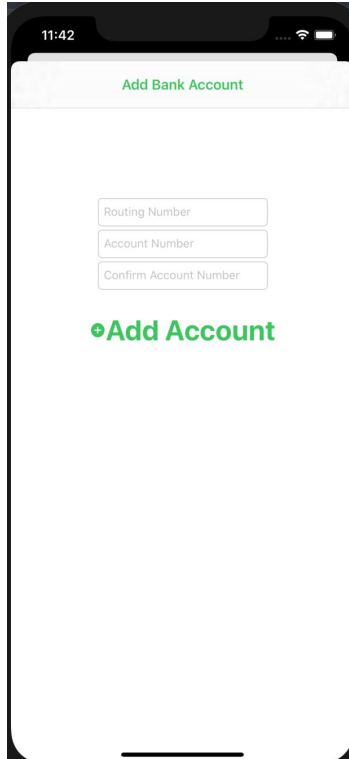 11:42
Add Bank Account
Routing Number
Account Number
Confirm Account Number
Add Account